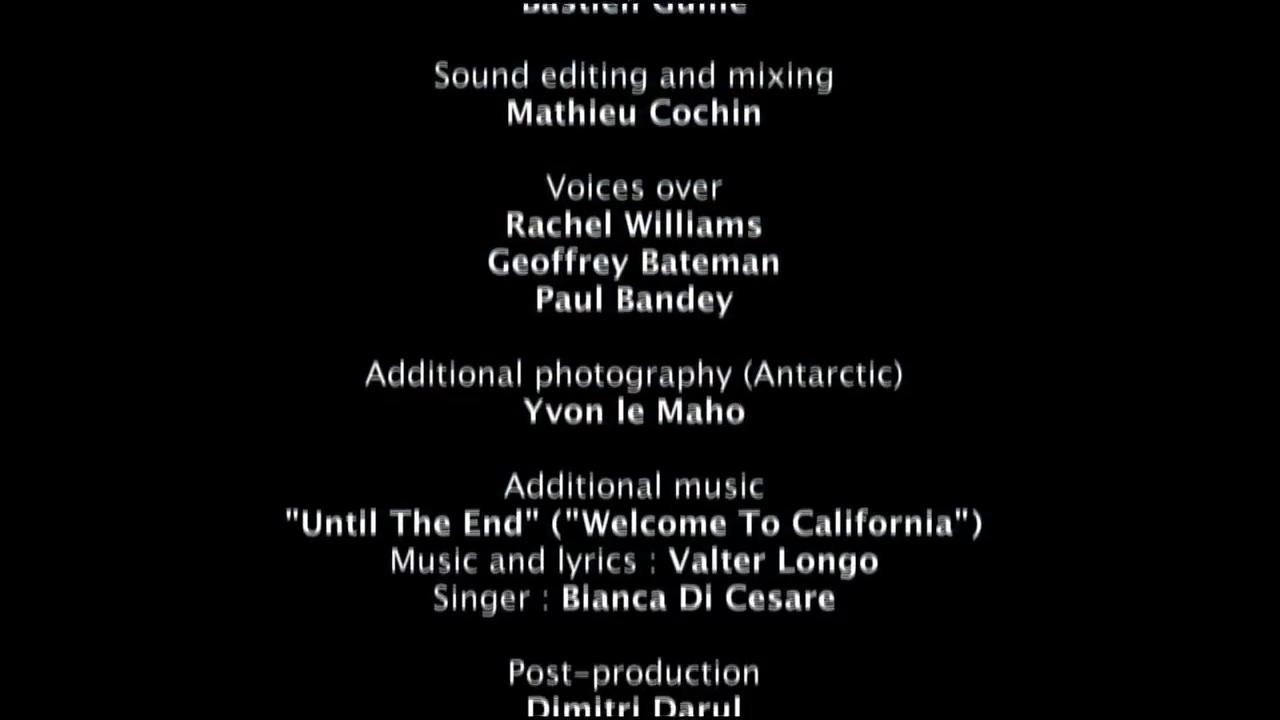 Sound editing and mixing
Mathieu Cochin
Voices over
Rachel Williams
Geoffrey Bateman
Paul Bandey
Additional photography (Antarctic)
Yvon le Maho
Additional music
"Until The End" ("Welcome To California")
Music and lyrics : Valter Longo
Singer : Bianca Di Cesare
Post-production
Dimitri Darul